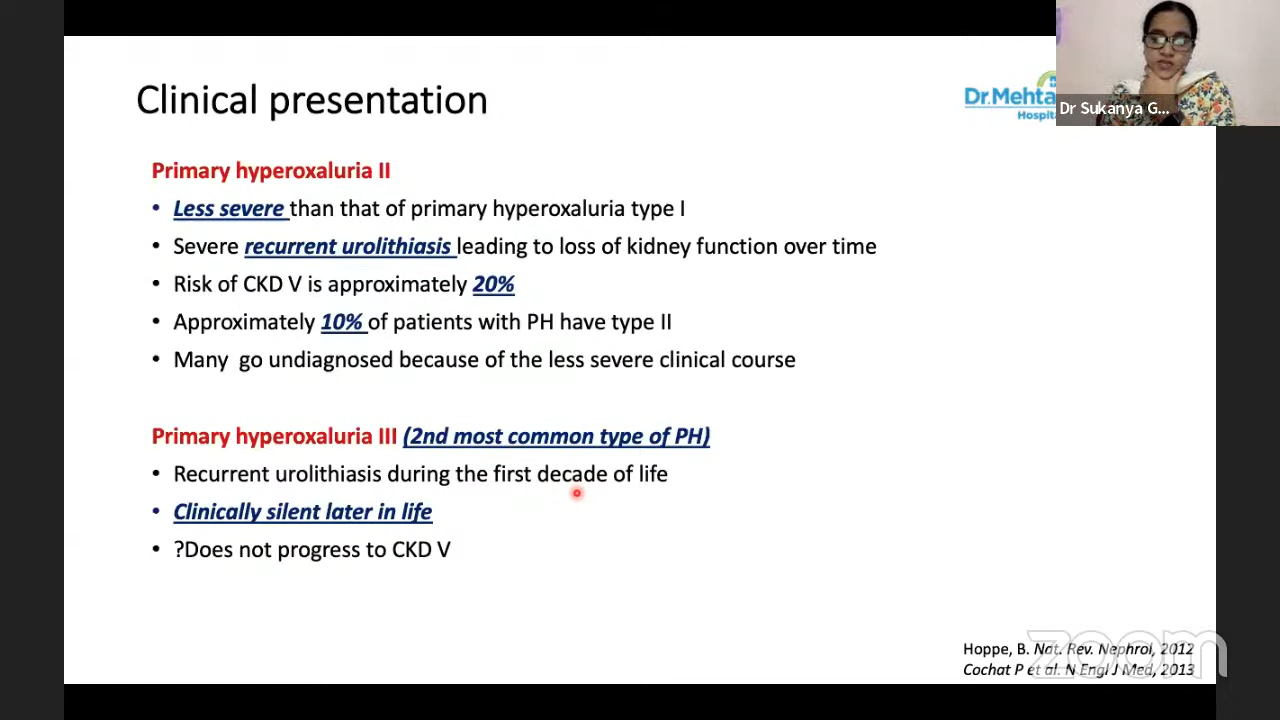 Clinical presentation
Dr.Mehta
Hospita
Dr Sukanya G...
Primary hyperoxaluria II
• Less severe than that of primary hyperoxaluria type I
• Severe recurrent urolithiasis leading to loss of kidney function over time
• Risk of CKD V is approximately 20%
• Approximately 10% of patients with PH have type II
• Many go undiagnosed because of the less severe clinical course
Primary hyperoxaluria III (2nd most common type of PH)
• Recurrent urolithiasis during the first decade of life
• Clinically silent later in life
• ?Does not progress to CKD V
Hoppe, B. Nat. Rev. Nephrol, 2012
Cochat P et al. N Engl J Med, 2013
zoom